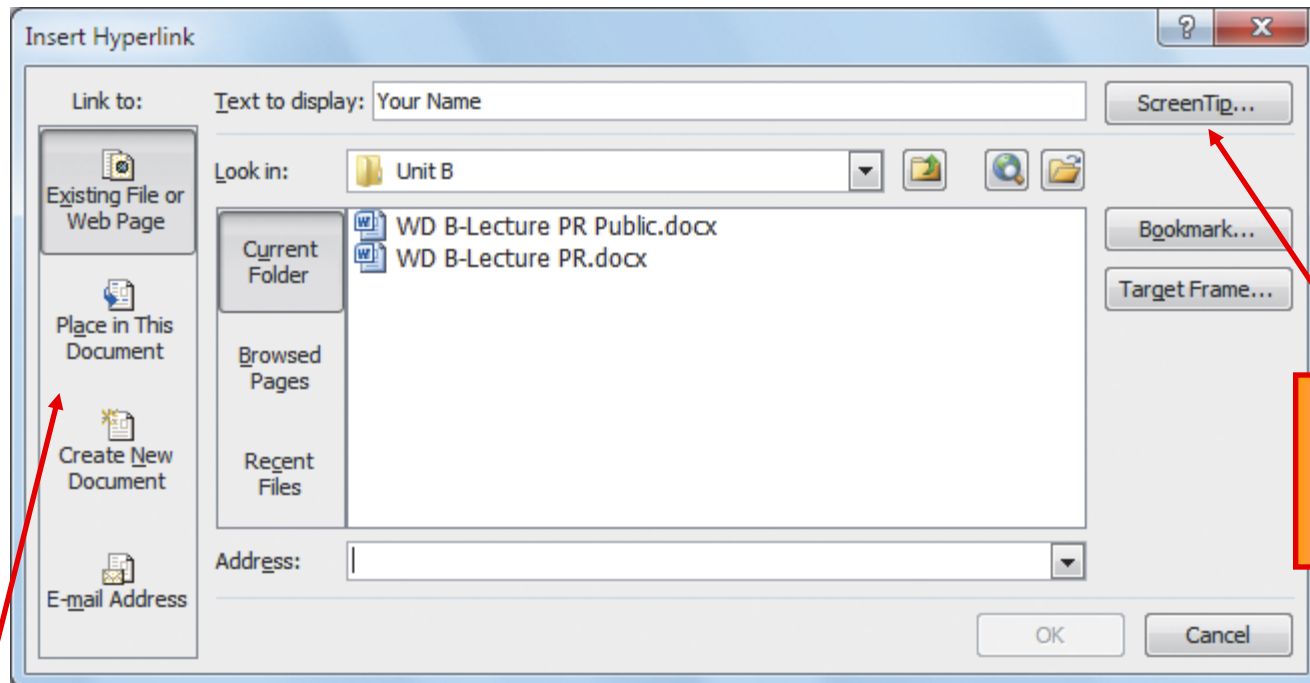 Insert Hyperlink
Link to:
Text to display: Your Name
ScreenTip...
Existing File or
Web Page
Look in:
Unit B
Current
Folder
WD B-Lecture PR Public.docx
WD B-Lecture PR.docx
Bookmark...
Target Frame...
Place in This
Document
Browsed
Pages
Create New
Document
Recent
Files
E-mail Address
Address:
OK
Cancel